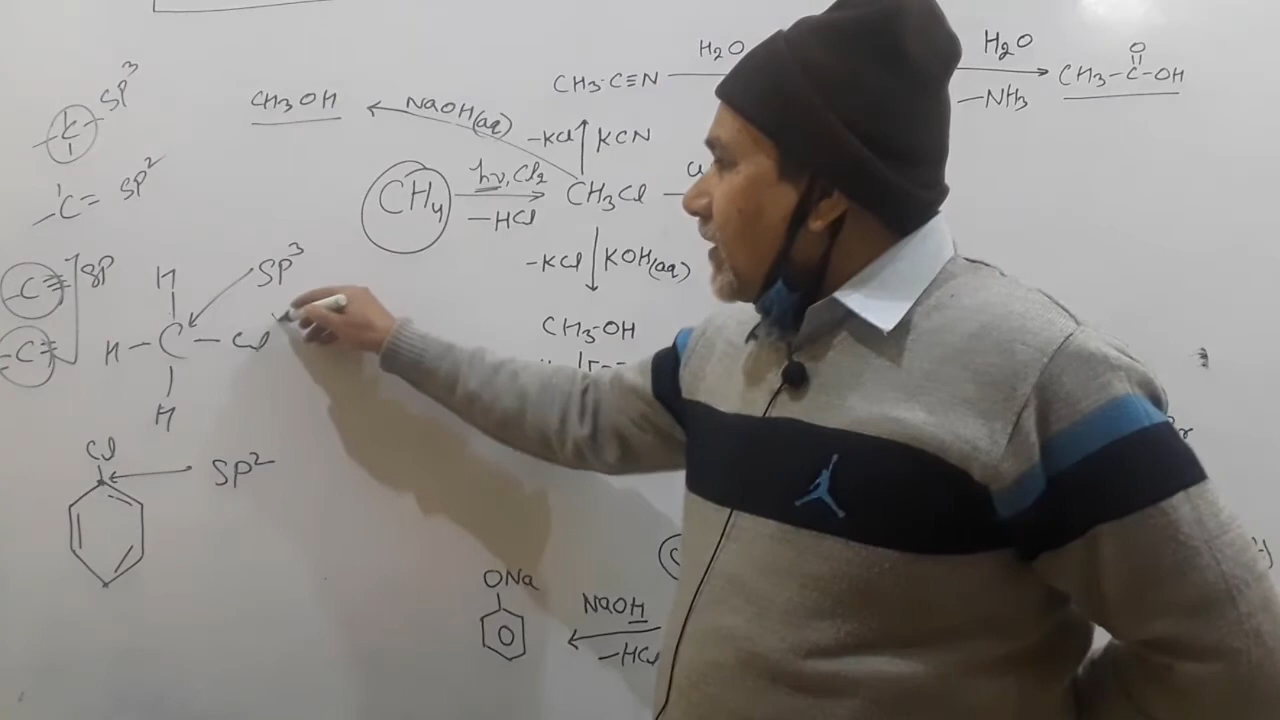 SP³
-C-
SP²
-C=
-C≡
SP
-C≡
H
SP³
H-C-Cl
H
Cl
SP²
CH3OH
NaOH(aq)
CH4
hν, Cl2
-HCl
CH3Cl
CH3-C≡N
H2O
-KCl
KCN
-KCl
KOH(aq)
CH3-OH
H2O
-NH3
O
CH3-C-OH
ONa
NaOH
-HCl